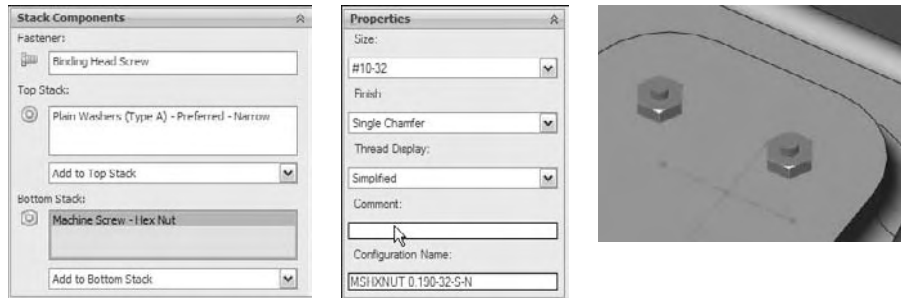 Stack Components
Fastener:
Binding Head Screw
Top Stack:
Plain Washers (Type A) - Preferred - Narrow
Add to Top Stack
Bottom Stack:
Machine Screw - Hex Nut
Add to Bottom Stack
Properties
Size:
#10-32
Finish
Single Chamfer
Thread Display:
Simplified
Comment:
Configuration Name:
MSHXNUT 0.190-32-S-N